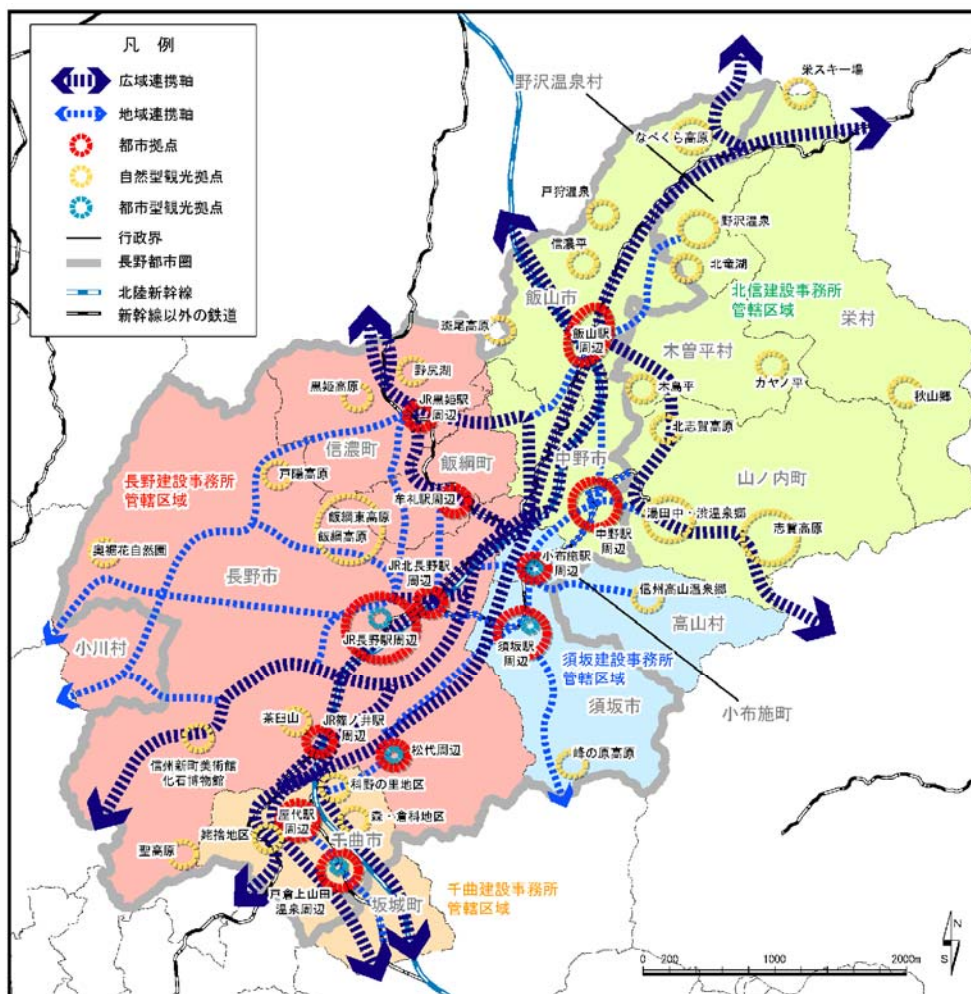 凡 例
広域連携軸
地域連携軸
都市拠点
自然型観光拠点
都市型観光拠点
行政界
長野都市圏
北陸新幹線
新幹線以外の鉄道
栄スキー場
野沢温泉村
なべくら高原
戸狩温泉
野沢温泉
信濃平
北竜湖
飯山市
北信建設事務所
管轄区域
栄村
斑尾高原
飯山駅
周辺
木曽平村
野尻湖
木島平
カヤノ平
秋山郷
黒姫高原
JR黒姫駅
周辺
北志賀高原
信濃町
飯綱町
中野市
山ノ内町
長野建設事務所
管轄区域
戸隠高原
牟礼駅周辺
飯綱東高原
飯綱高原
湯田中・渋温泉郷
志賀高原
中野駅
周辺
奥裾花自然園
小布施駅
周辺
JR北長野駅
周辺
長野市
信州高山温泉郷
高山村
JR長野駅周辺
須坂駅
周辺
小川村
須坂建設事務所
管轄区域
須坂市
小布施町
茶臼山
JR篠ノ井駅
周辺
松代周辺
信州新町美術館
化石博物館
峰の原高原
科野の里地区
屋代駅
周辺
森・倉科地区
姨捨地区
千曲市
聖高原
戸倉上山田
温泉周辺
坂城町
千曲建設事務所
管轄区域
N
S
0 200 1000 2000m